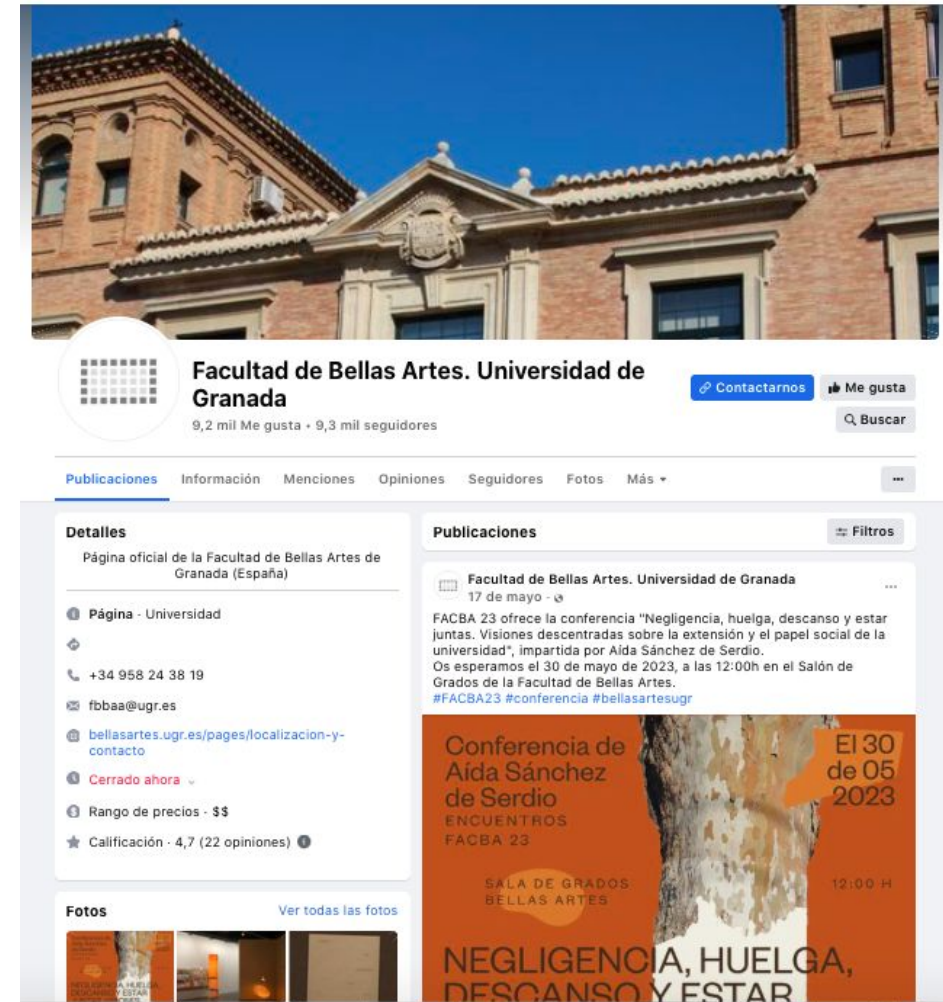 Facultad de Bellas Artes. Universidad de
Granada
9,2 mil Me gusta • 9,3 mil seguidores
Contactarnos
Me gusta
Buscar
Publicaciones
Información
Menciones
Opiniones
Seguidores
Fotos
Más
Detalles
Página oficial de la Facultad de Bellas Artes de
Granada (España)
Página · Universidad
+34 958 24 38 19
fbbaa@ugr.es
bellasartes.ugr.es/pages/localizacion-y-
contacto
Cerrado ahora
Rango de precios · $$
Calificación · 4,7 (22 opiniones)
Fotos
Ver todas las fotos
Publicaciones
Filtros
Facultad de Bellas Artes. Universidad de Granada
17 de mayo ·
FACBA 23 ofrece la conferencia "Negligencia, huelga, descanso y estar
juntas. Visiones descentradas sobre la extensión y el papel social de la
universidad", impartida por Aída Sánchez de Serdio.
Os esperamos el 30 de mayo de 2023, a las 12:00h en el Salón de
Grados de la Facultad de Bellas Artes.
#FACBA23 #conferencia #bellasartesugr
Conferencia de
Aída Sánchez
de Serdio
ENCUENTROS
FACBA 23
El 30
de 05
2023
SALA DE GRADOS
BELLAS ARTES
12:00 H
NEGLIGENCIA, HUELGA,
DESCANSO Y ESTAR